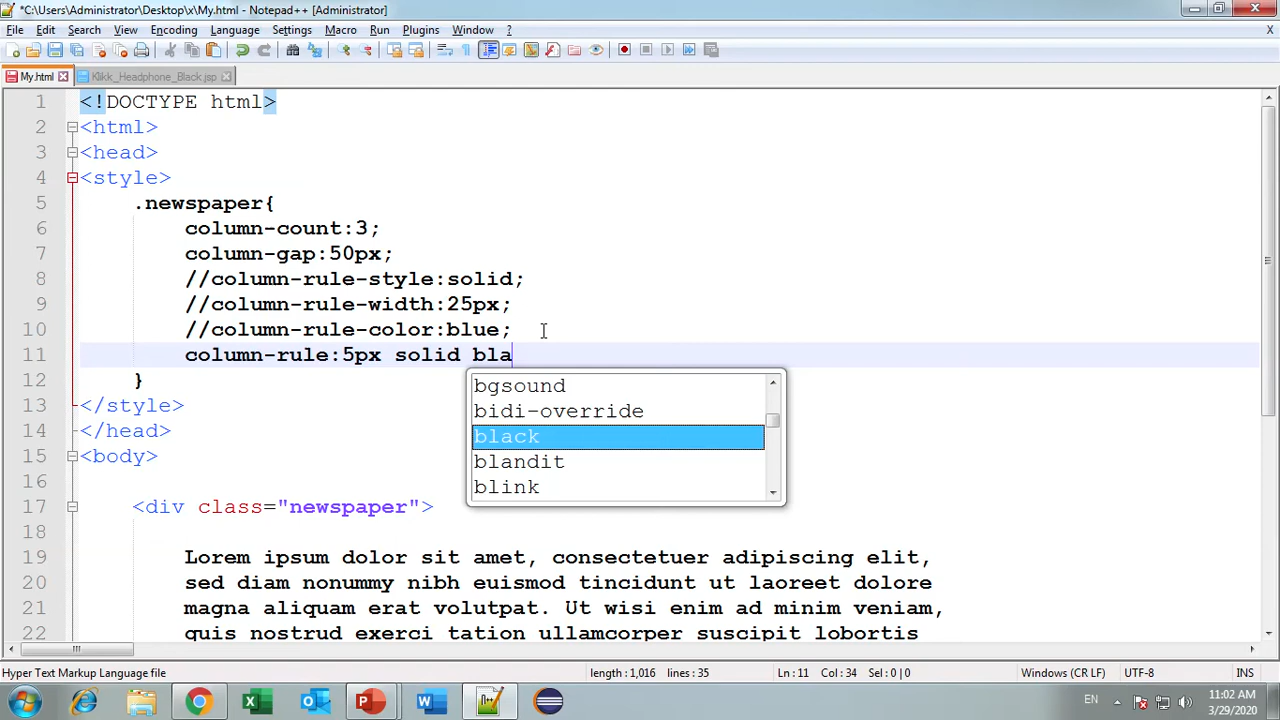 *C:\Users\Administrator\Desktop\x\My.html - Notepad++ [Administrator]
File Edit Search View Encoding Language Settings Macro Run Plugins Window ? X
My.html Klikk_Headphone_Black.jsp
1 <!DOCTYPE html>
2 <html>
3 <head>
4 <style>
5 .newspaper{
6 column-count:3;
7 column-gap:50px;
8 //column-rule-style:solid;
9 //column-rule-width:25px;
10 //column-rule-color:blue;
11 column-rule:5px solid bla
12 }
bgsound
13 </style>
bidi-override
14 </head>
black
15 <body>
blandit
16
blink
17 <div class="newspaper">
18
19 Lorem ipsum dolor sit amet, consectetuer adipiscing elit,
20 sed diam nonummy nibh euismod tincidunt ut laoreet dolore
21 magna aliquam erat volutpat. Ut wisi enim ad minim veniam,
22 quis nostrud exerci tation ullamcorper suscipit lobortis
Hyper Text Markup Language file length : 1,016 lines : 35 Ln : 11 Col : 34 Sel : 0 | 0 Windows (CR LF) UTF-8 INS
EN 11:02 AM
3/29/2020